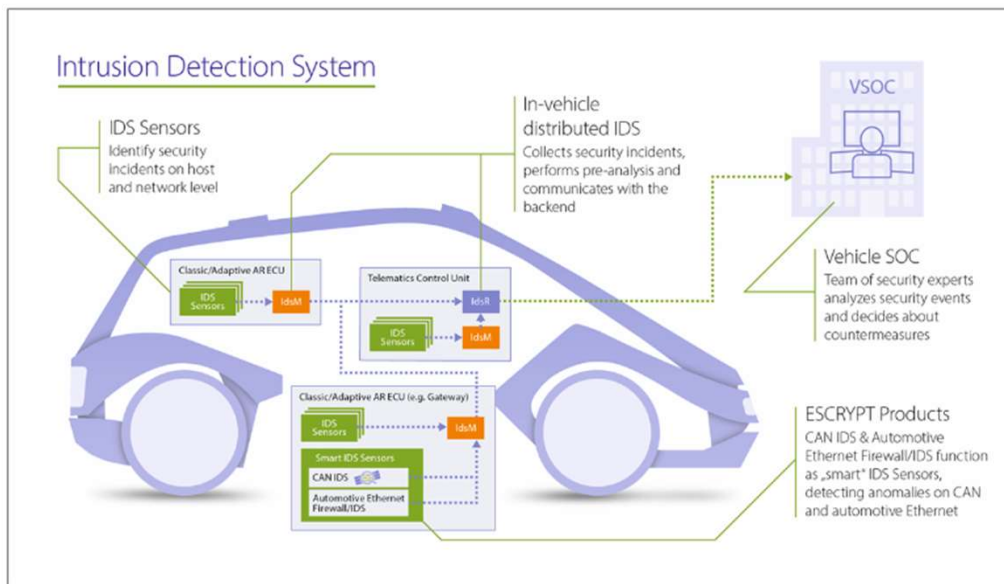 Intrusion Detection System
IDS Sensors
Identify security
incidents on host
and network level
In-vehicle
distributed IDS
Collects security incidents,
performs pre-analysis and
communicates with the
backend
VSOC
Vehicle SOC
Team of security experts
analyzes security events
and decides about
countermeasures
Classic/Adaptive AR ECU
IDS
Sensors
IdsM
Telematics Control Unit
IdsR
IDS
Sensors
IdsM
Classic/Adaptive AR ECU (e.g. Gateway)
IDS
Sensors
IdsM
Smart IDS Sensors
CAN IDS
Automotive Ethernet
Firewall/IDS
ESCRYPT Products
CAN IDS & Automotive
Ethernet Firewall/IDS function
as „smart“ IDS Sensors,
detecting anomalies on CAN
and automotive Ethernet